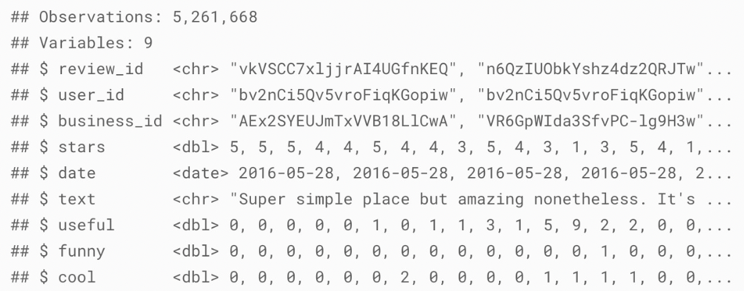 ## Observations: 5,261,668
## Variables: 9
## $ review_id   <chr> "vkVSCC7xljjrAI4UGfnKEQ", "n6QzIUObkYshz4dz2QRJTw"...
## $ user_id     <chr> "bv2nCi5Qv5vroFiqKGopiw", "bv2nCi5Qv5vroFiqKGopiw"...
## $ business_id <chr> "AEx2SYEUJmTxVVB18LlCwA", "VR6GpWIda3SfvPC-lg9H3w"...
## $ stars       <dbl> 5, 5, 5, 4, 4, 5, 4, 4, 3, 5, 4, 3, 1, 3, 5, 4, 1,...
## $ date        <date> 2016-05-28, 2016-05-28, 2016-05-28, 2016-05-28, 2...
## $ text        <chr> "Super simple place but amazing nonetheless. It's ...
## $ useful      <dbl> 0, 0, 0, 0, 0, 1, 0, 1, 1, 3, 1, 5, 9, 2, 2, 0, 0,...
## $ funny       <dbl> 0, 0, 0, 0, 0, 0, 0, 0, 0, 0, 0, 0, 0, 1, 0, 0, 0,...
## $ cool        <dbl> 0, 0, 0, 0, 0, 0, 2, 0, 0, 0, 0, 1, 1, 1, 1, 0, 0,...